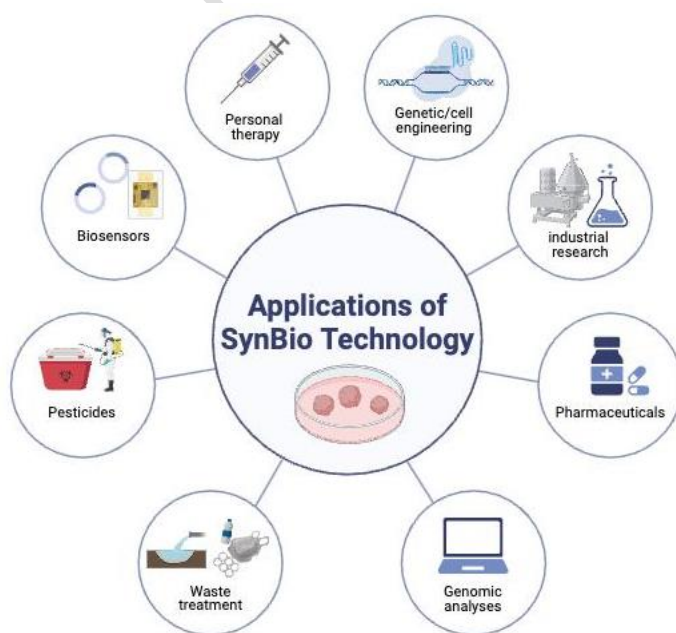 Personal
therapy
Genetic/cell
engineering
Biosensors
industrial
research
Applications of
SynBio Technology
Pesticides
Pharmaceuticals
Waste
treatment
Genomic
analyses